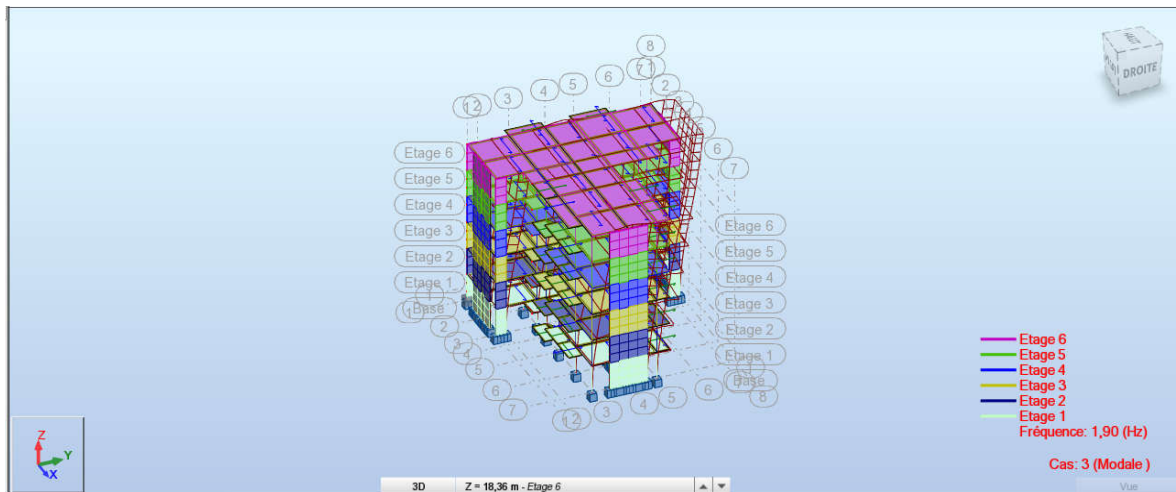 8
7
1
6
2
5
3
4
3
1 2
6
7
HAUT
DROITE
Etage 6
Etage 5
Etage 4
Etage 3
Etage 2
Etage 1
Base
1
2
3
4
5
6
7
1 2
3
4
5
6
8
Etage 6
Etage 5
Etage 4
Etage 3
Etage 2
Etage 1
Base
Etage 6
Etage 5
Etage 4
Etage 3
Etage 2
Etage 1
Fréquence: 1,90 (Hz)
Cas: 3 (Modale )
Z
Y
X
3D
Z = 18,36 m - Etage 6
Vue